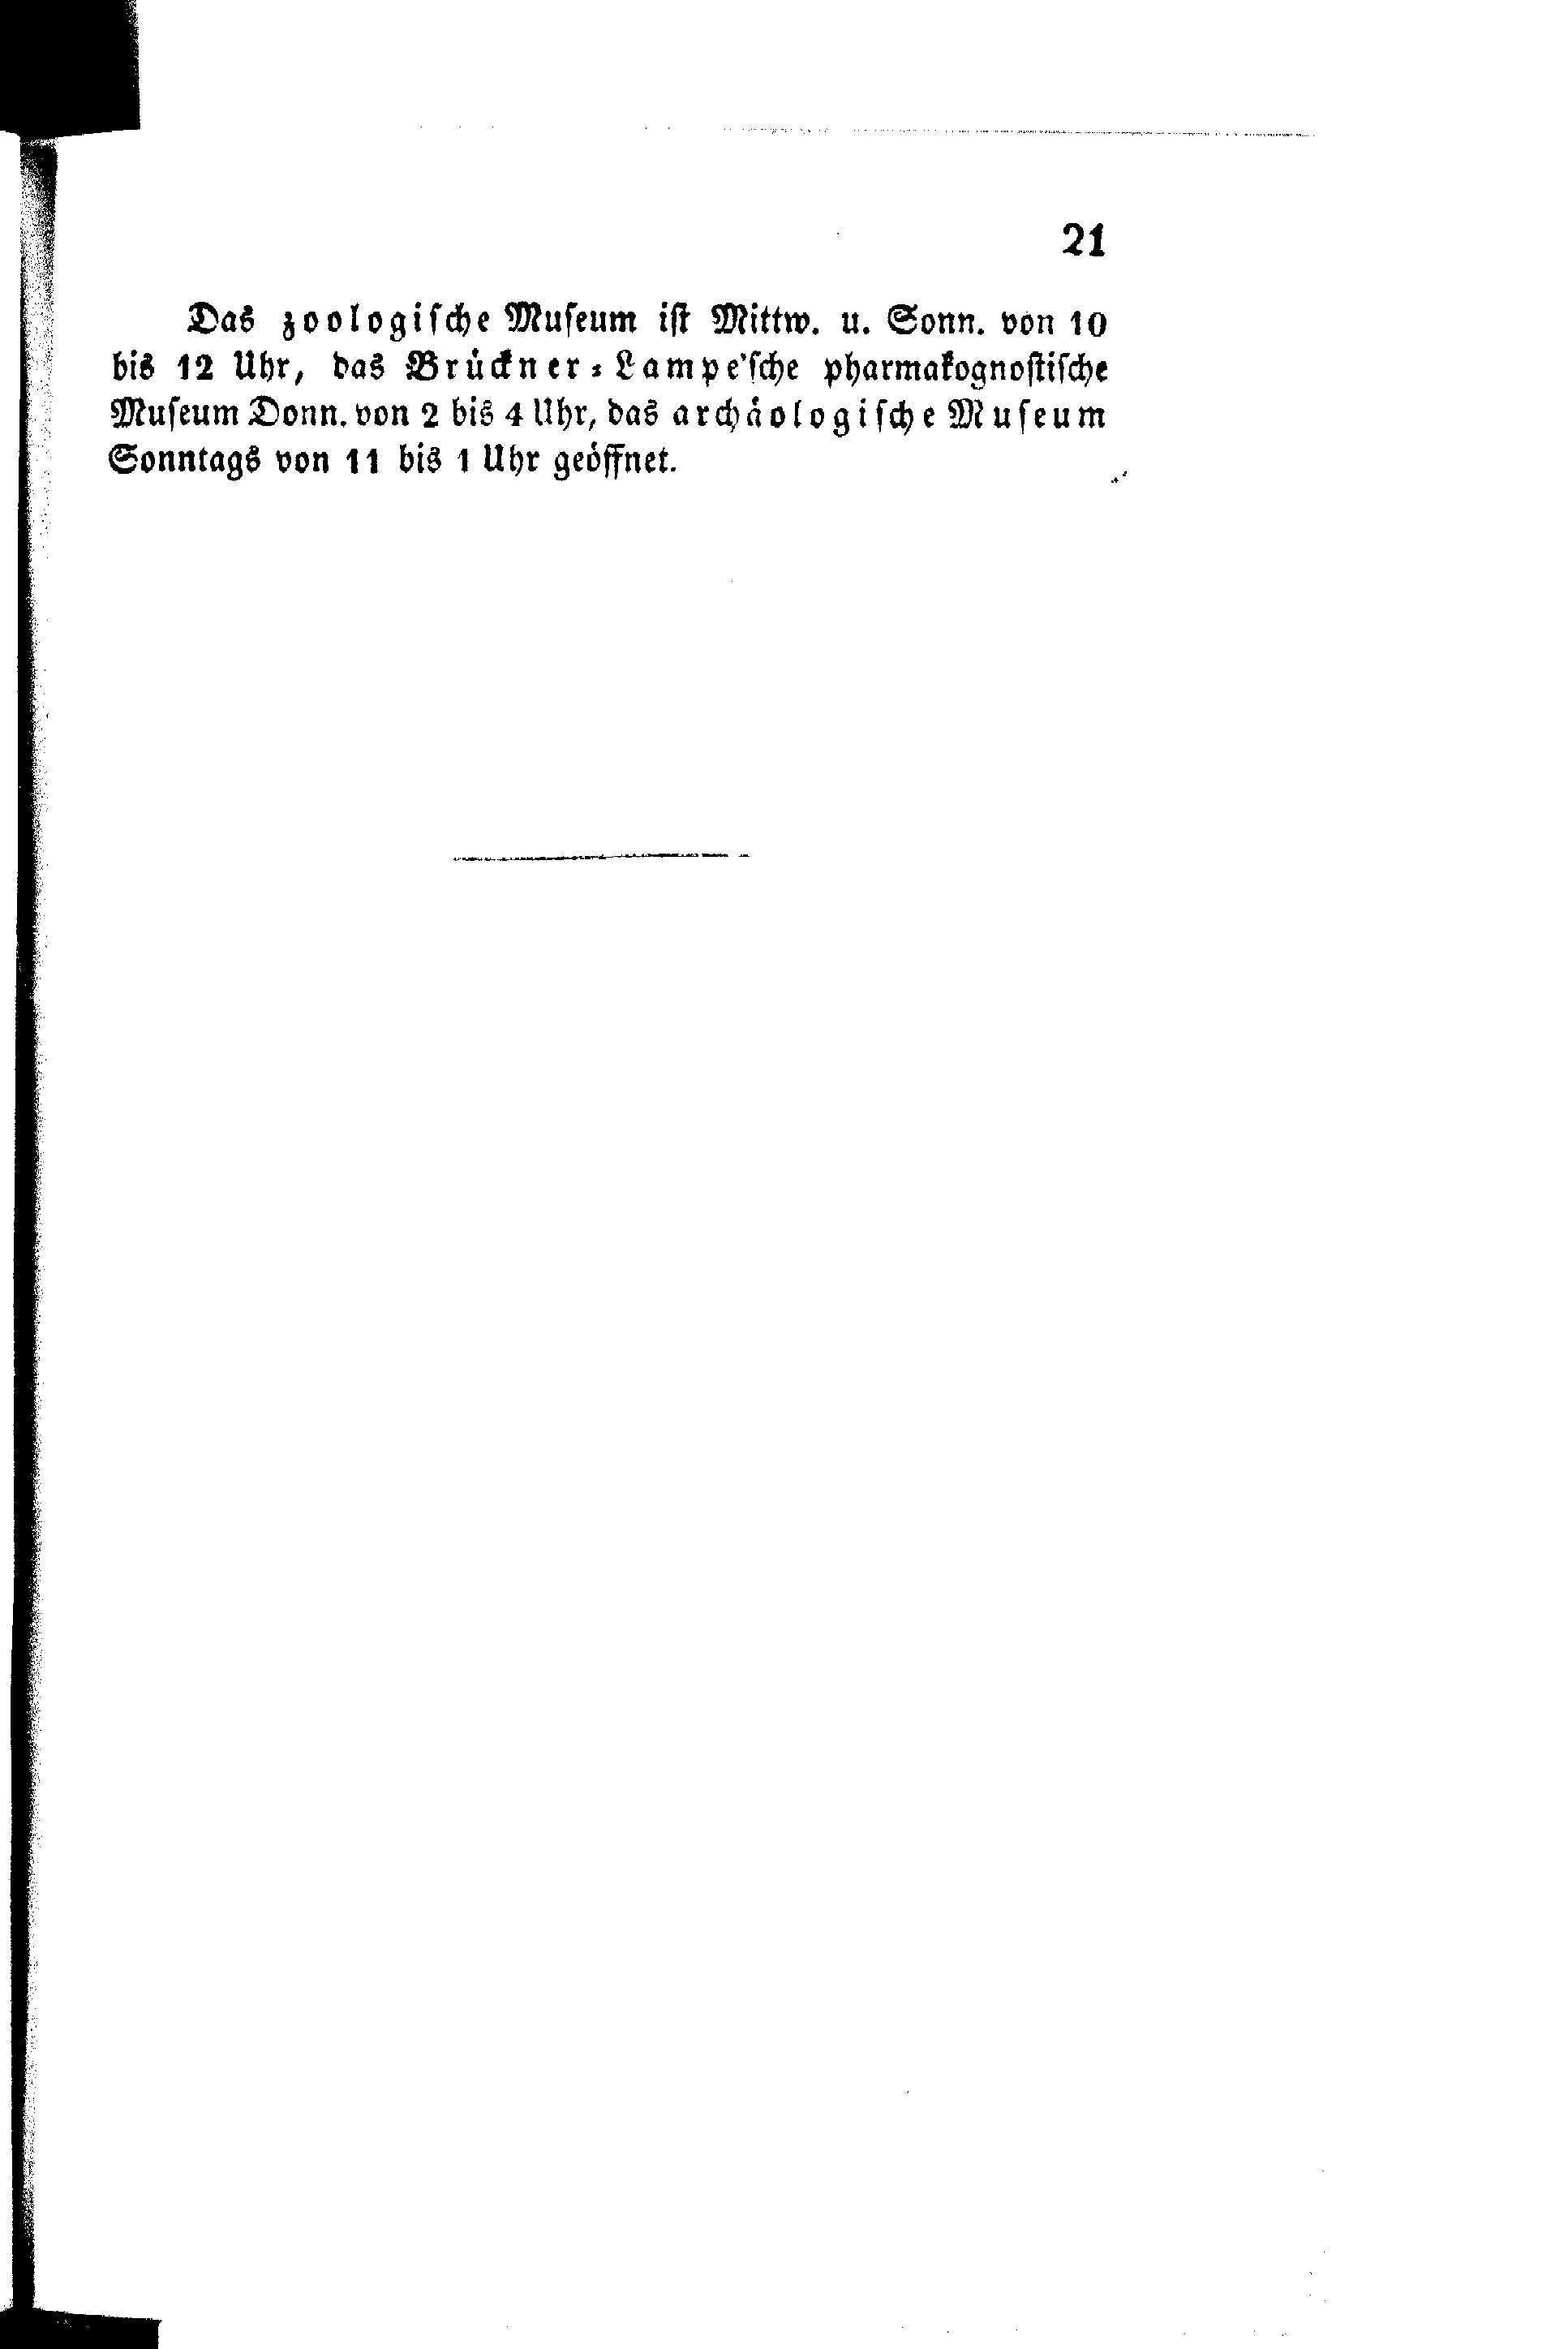 21
Das zoologiſche Muſeum iſt Mittw. u. Sonn. von 10
bis 12 Uhr, das Brückner-Lampe'ſche pharmakognoſtiſche
Muſeum Donn. von 2 bis 4 Uhr, das archäologiſche Muſeum
Sonntags von 11 bis 1 Uhr geöffnet.